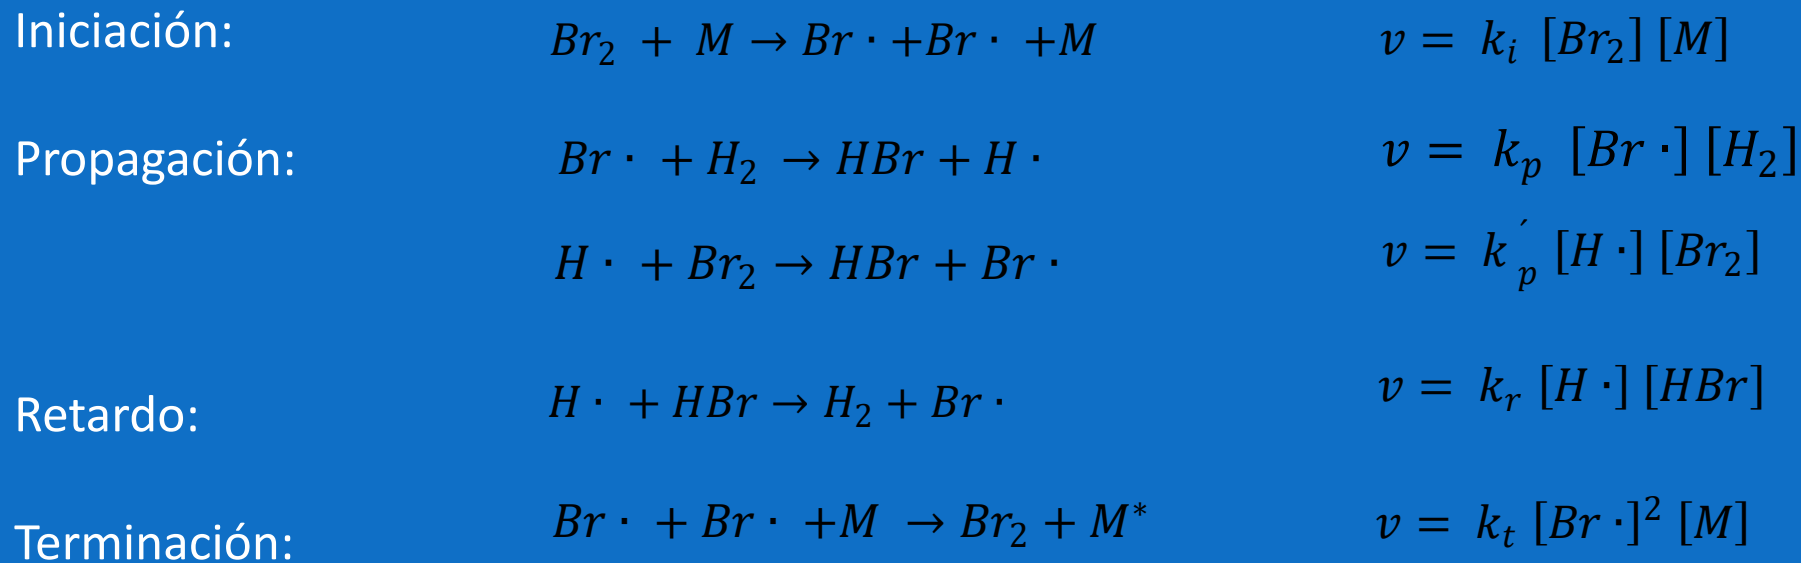 Iniciación: Br₂ + M → Br · +Br · +M v = kᵢ [Br₂] [M]
Propagación: Br · + H₂ → HBr + H · v = kₚ [Br ·] [H₂]
H · + Br₂ → HBr + Br · v = k´ₚ [H ·] [Br₂]
Retardo: H · + HBr → H₂ + Br · v = kᵣ [H ·] [HBr]
Terminación: Br · + Br · +M → Br₂ + M* v = kₜ [Br ·]² [M]